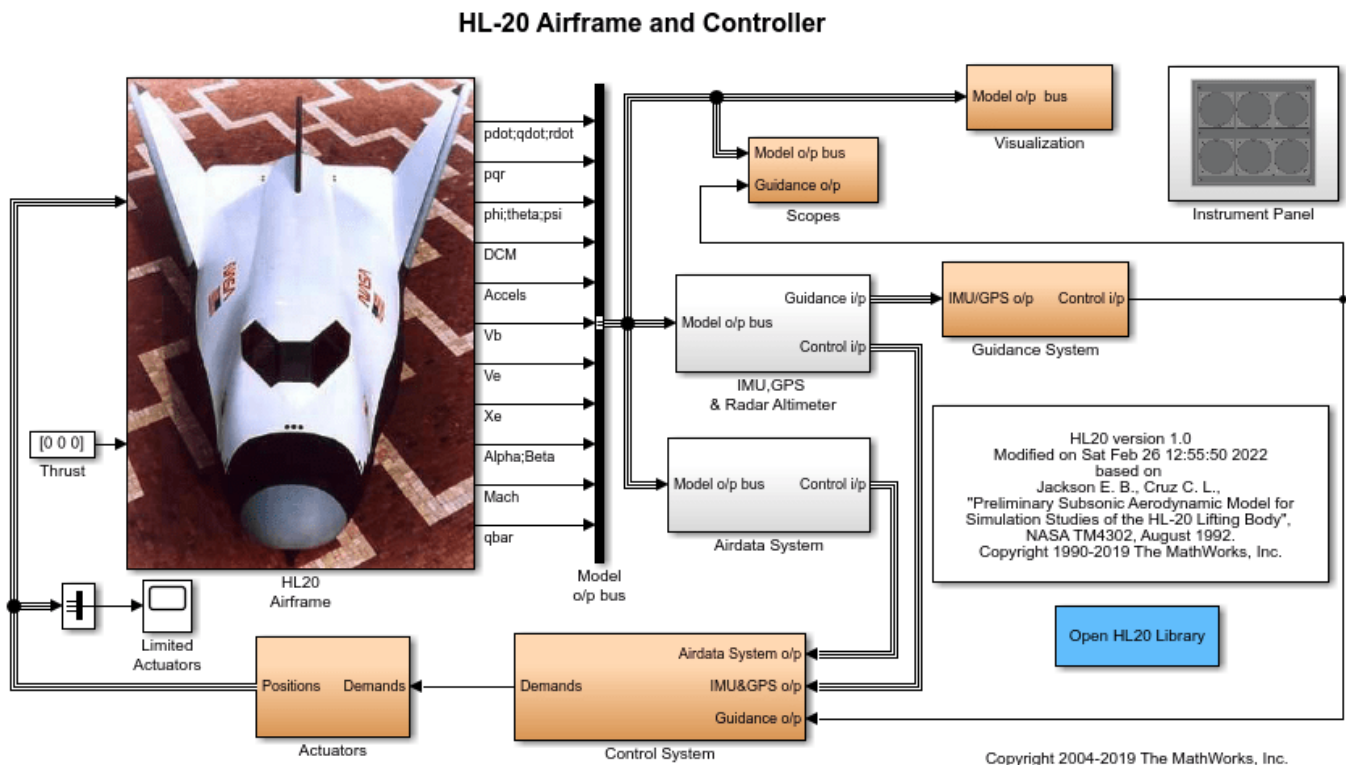 HL-20 Airframe and Controller
pdot;qdot;rdot
pqr
phi;theta;psi
DCM
Accels
Vb
Ve
Xe
Alpha;Beta
Mach
qbar
[0 0 0]
Thrust
NASA
HL20
Airframe
Model
o/p bus
Model o/p bus
Visualization
Model o/p bus
Guidance o/p
Scopes
Instrument Panel
Guidance i/p
Model o/p bus
Control i/p
IMU,GPS
& Radar Altimeter
IMU/GPS o/p Control i/p
Guidance System
Model o/p bus Control i/p
Airdata System
HL20 version 1.0
Modified on Sat Feb 26 12:55:50 2022
based on
Jackson E. B., Cruz C. L.,
"Preliminary Subsonic Aerodynamic Model for
Simulation Studies of the HL-20 Lifting Body",
NASA TM4302, August 1992.
Copyright 1990-2019 The MathWorks, Inc.
Open HL20 Library
Limited
Actuators
Positions Demands
Actuators
Airdata System o/p
Demands IMU&GPS o/p
Guidance o/p
Control System
Copyright 2004-2019 The MathWorks, Inc.